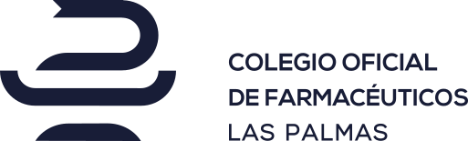 COLEGIO OFICIAL
DE FARMACÉUTICOS
LAS PALMAS